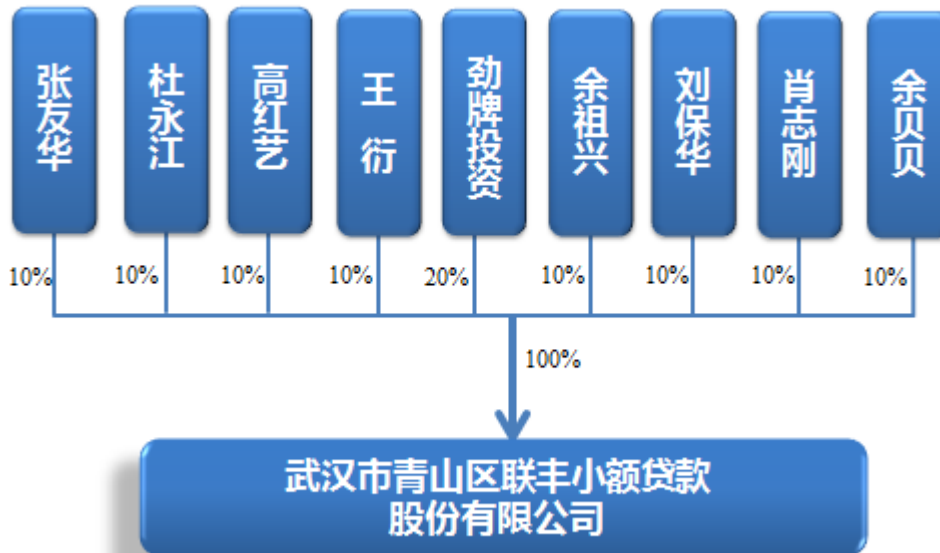 张友华
杜永江
高红艺
王 衍
劲牌投资
余祖兴
刘保华
肖志刚
余贝贝
10%
10%
10%
10%
20%
10%
10%
10%
10%
100%
武汉市青山区联丰小额贷款
股份有限公司